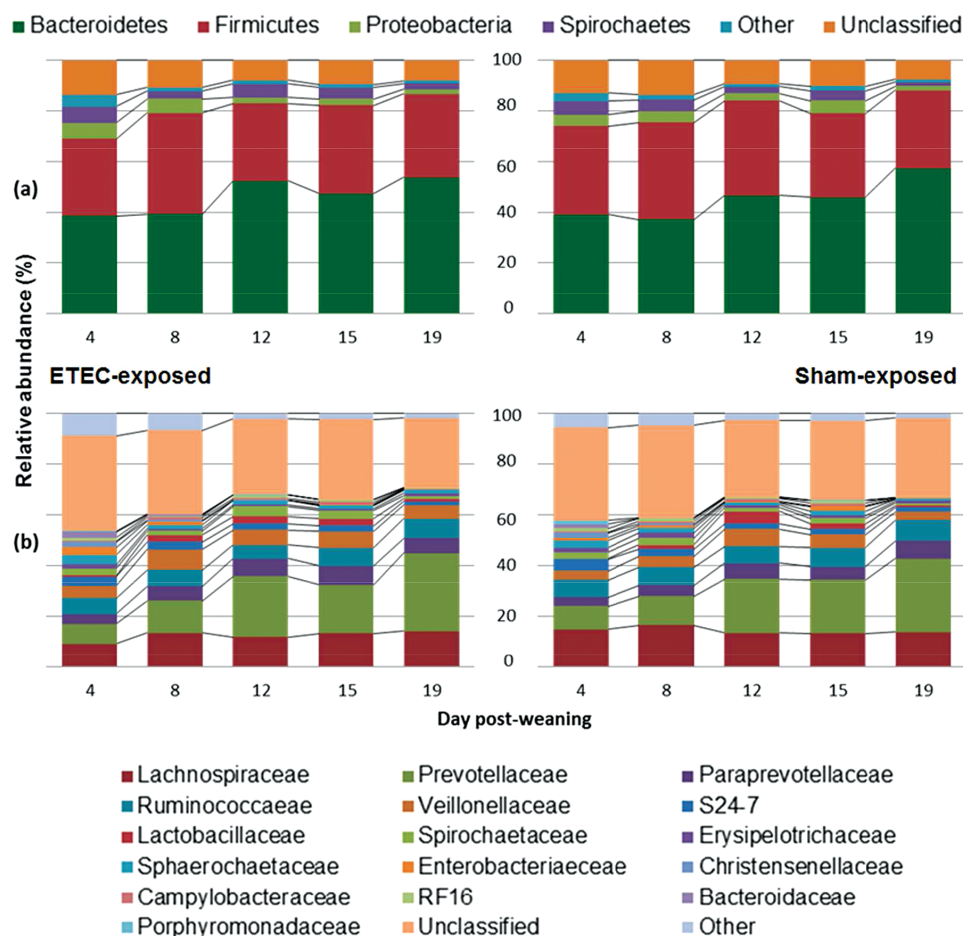 Bacteroidetes Firmicutes Proteobacteria Spirochaetes Other Unclassified
100
80
60
40
20
0
(a)
4 8 12 15 19 4 8 12 15 19
Relative abundance (%)
ETEC-exposed Sham-exposed
100
80
60
40
20
0
(b)
4 8 12 15 19 4 8 12 15 19
Day post-weaning
Lachnospiraceae Prevotellaceae Paraprevotellaceae
Ruminococcaeae Veillonellaceae S24-7
Lactobacillaceae Spirochaetaceae Erysipelotrichaceae
Sphaerochaetaceae Enterobacteriaeceae Christensenellaceae
Campylobacteraceae RF16 Bacteroidaceae
Porphyromonadaceae Unclassified Other